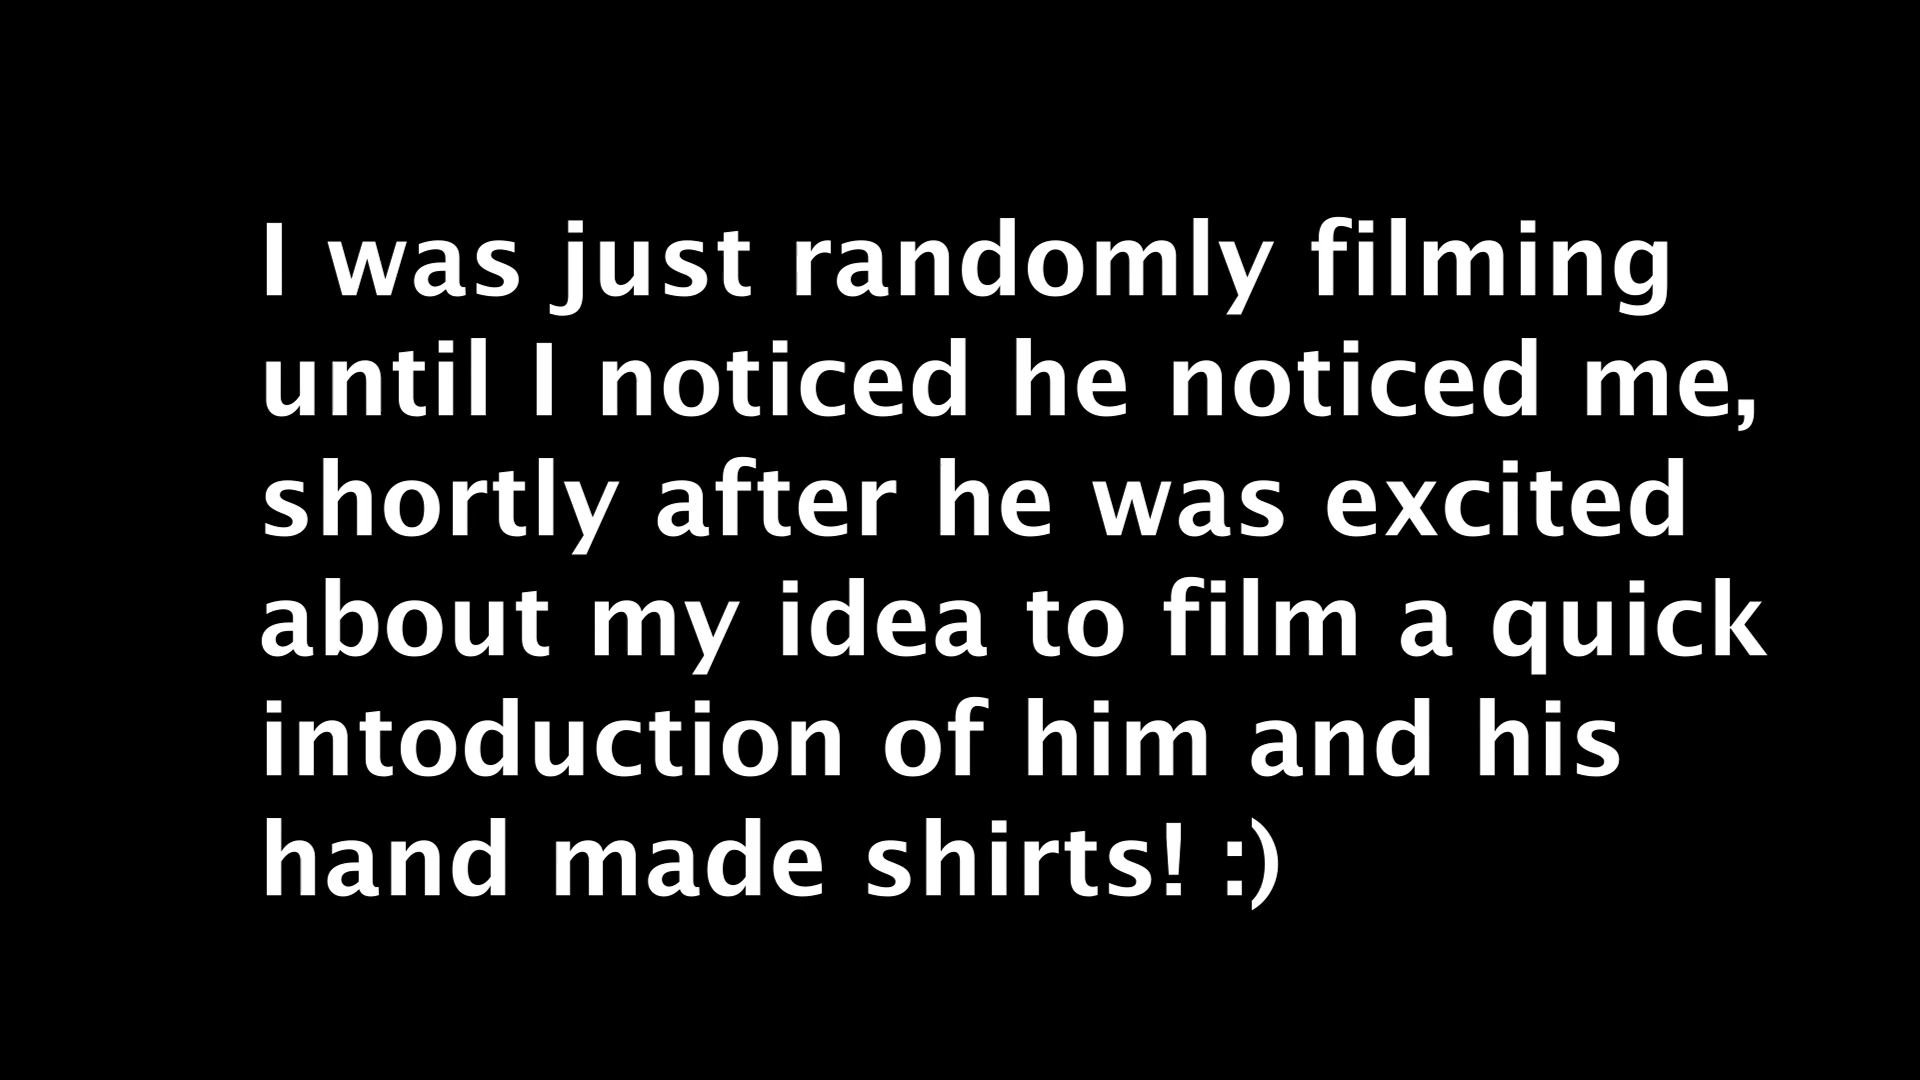 I was just randomly filming
until I noticed he noticed me,
shortly after he was excited
about my idea to film a quick
intoduction of him and his
hand made shirts! :)